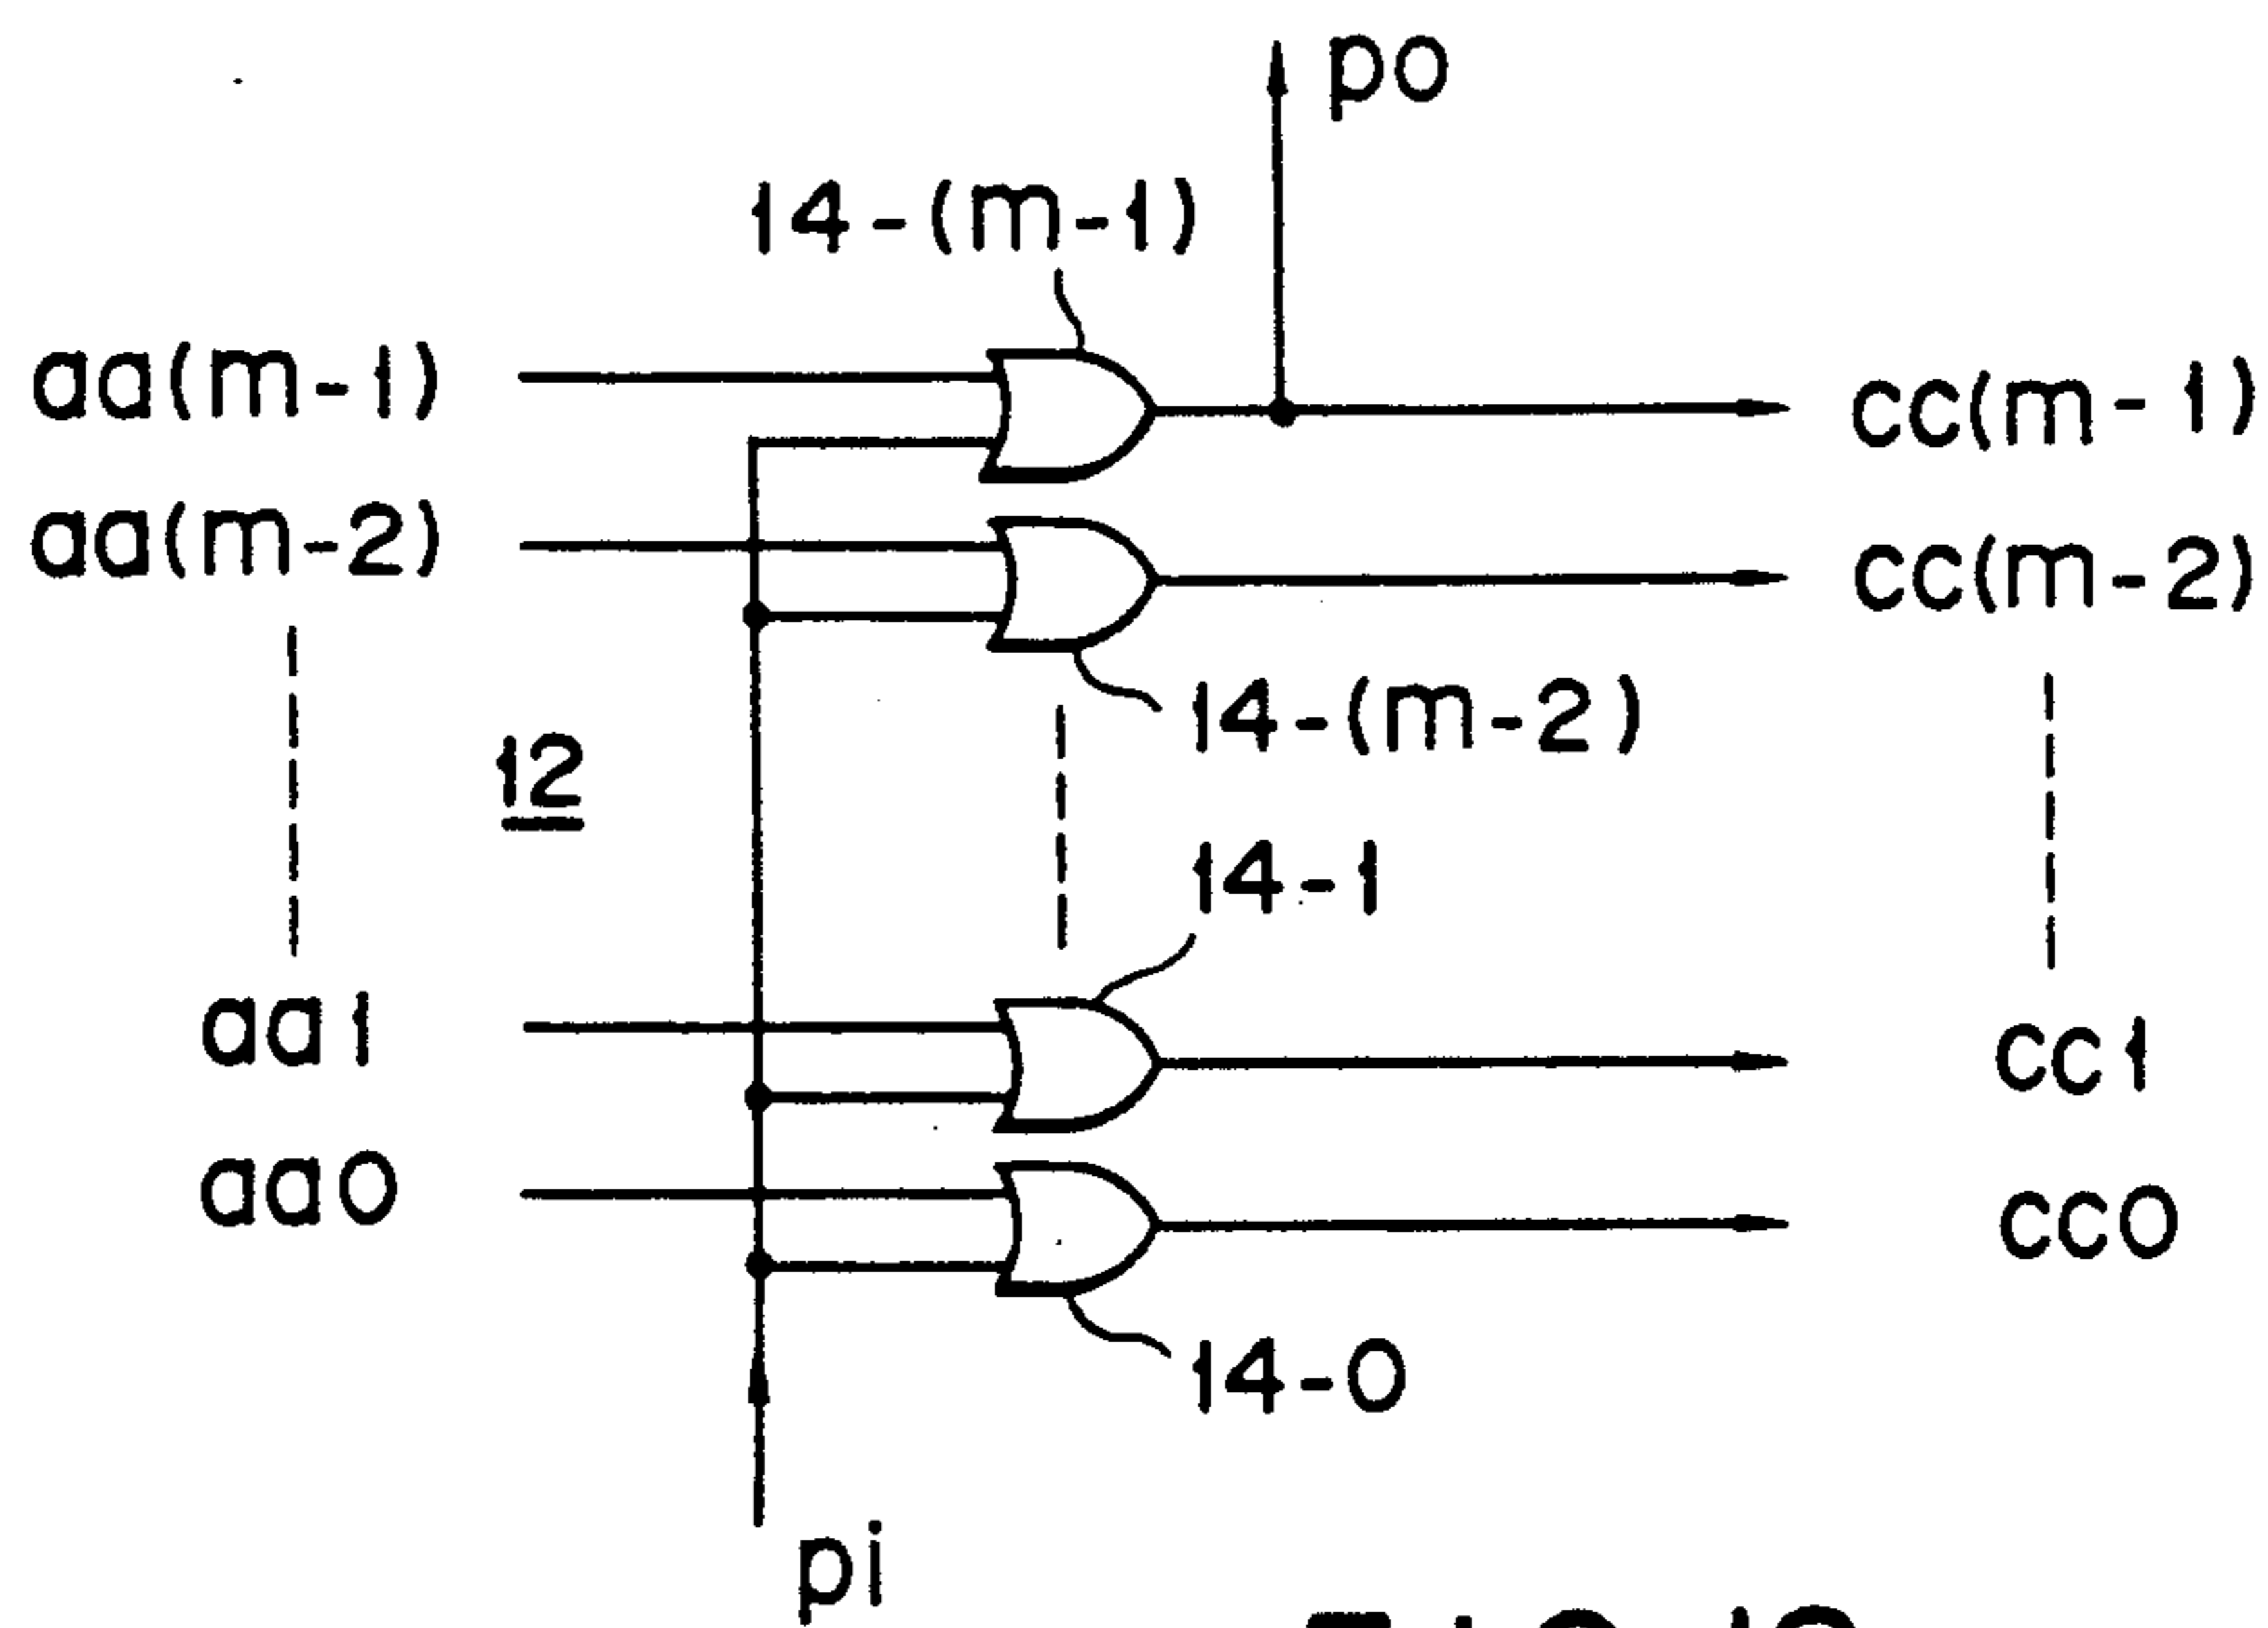 po
14-(m-1)
aa(m-1)
cc(m-1)
aa(m-2)
cc(m-2)
14-(m-2)
12
14-1
aa1
cc1
aa0
cc0
14-0
pi